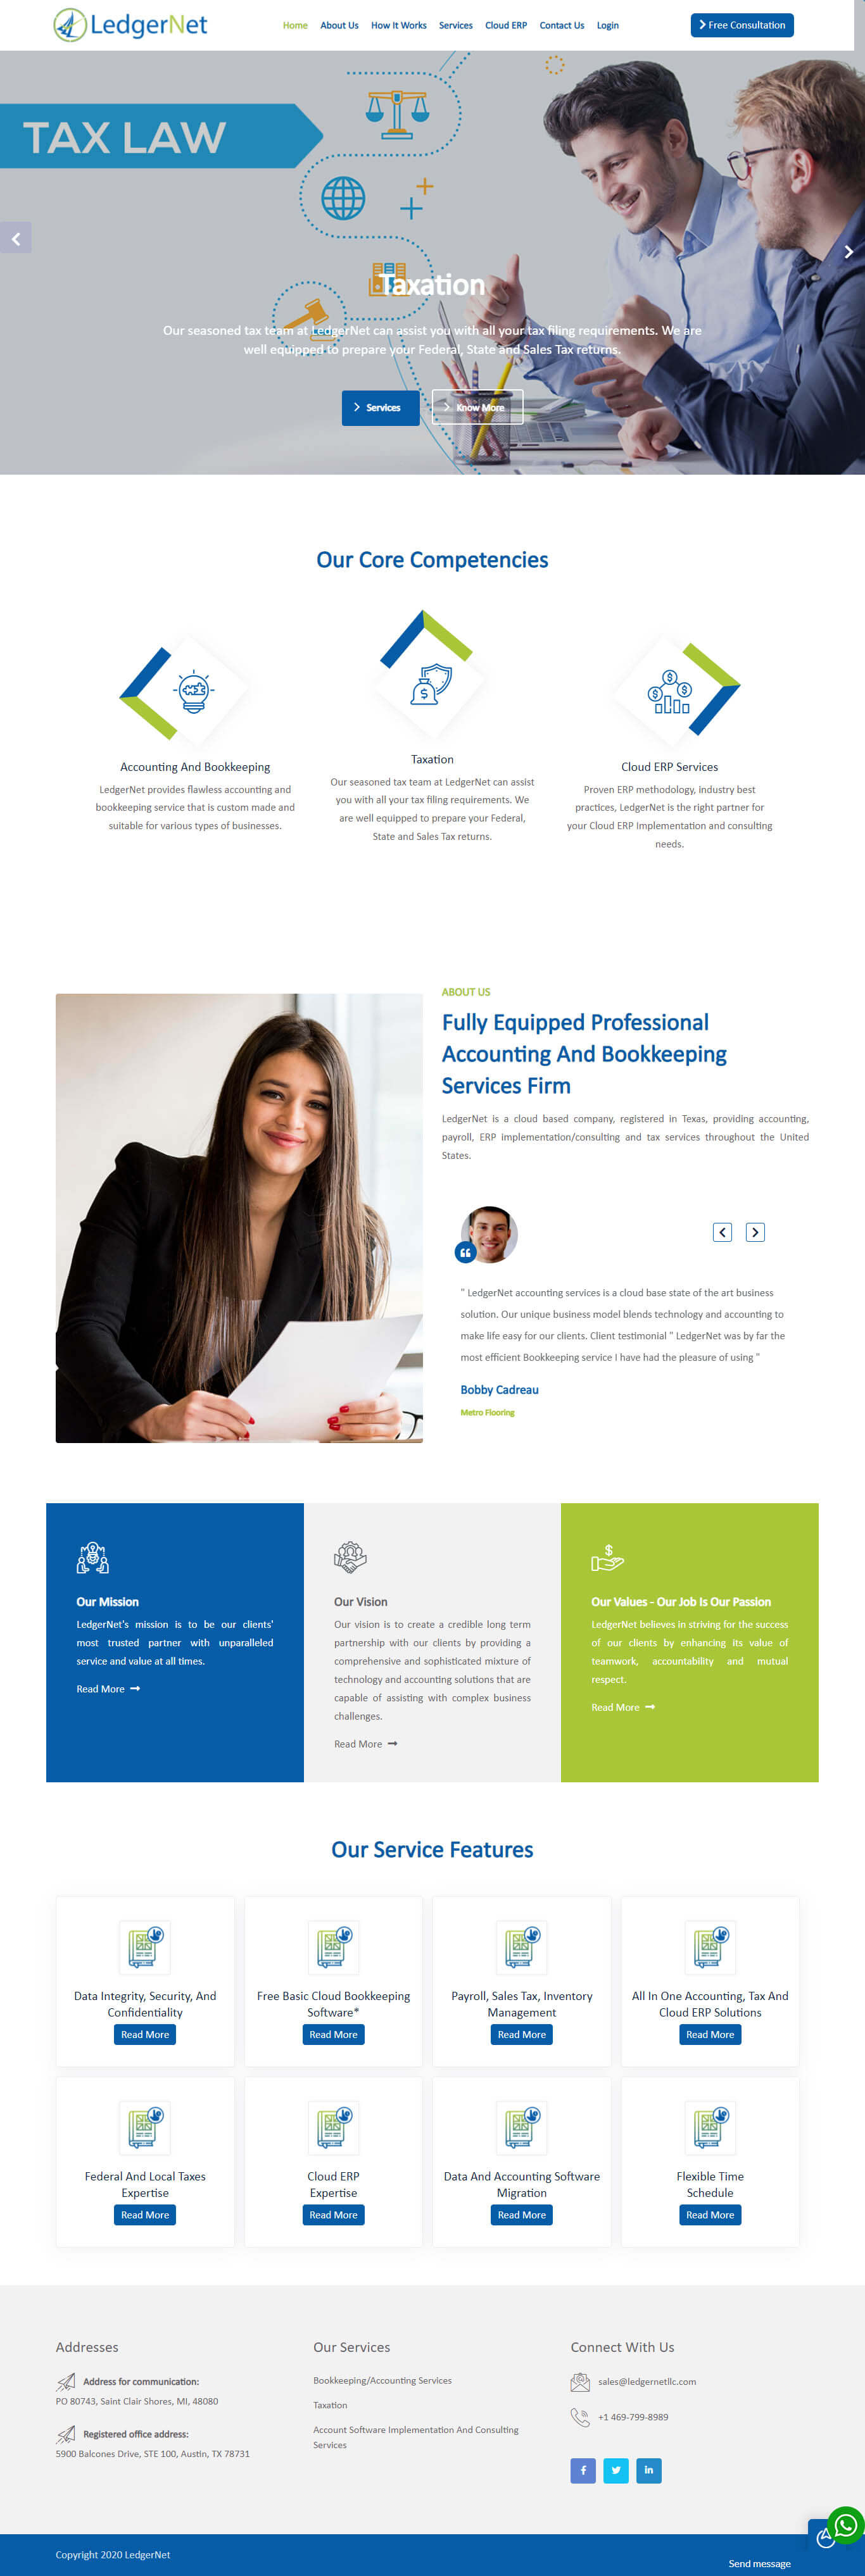 LedgerNet
Home About Us How It Works Services Cloud ERP Contact Us Login
Free Consultation
TAX LAW
Taxation
Our seasoned tax team at LedgerNet can assist you with all your tax filing requirements. We are
well equipped to prepare your Federal, State and Sales Tax returns.
Services
Know More
Our Core Competencies
Accounting And Bookkeeping
LedgerNet provides flawless accounting and
bookkeeping service that is custom made and
suitable for various types of businesses.
Taxation
Our seasoned tax team at LedgerNet can assist
you with all your tax filing requirements. We
are well equipped to prepare your Federal,
State and Sales Tax returns.
Cloud ERP Services
Proven ERP methodology, industry best
practices, LedgerNet is the right partner for
your Cloud ERP Implementation and consulting
needs.
ABOUT US
Fully Equipped Professional
Accounting And Bookkeeping
Services Firm
LedgerNet is a cloud based company, registered in Texas, providing accounting,
payroll, ERP implementation/consulting and tax services throughout the United
States.
" LedgerNet accounting services is a cloud base state of the art business
solution. Our unique business model blends technology and accounting to
make life easy for our clients. Client testimonial " LedgerNet was by far the
most efficient Bookkeeping service I have had the pleasure of using "
Bobby Cadreau
Metro Flooring
Our Mission
LedgerNet's mission is to be our clients'
most trusted partner with unparalleled
service and value at all times.
Read More
Our Vision
Our vision is to create a credible long term
partnership with our clients by providing a
comprehensive and sophisticated mixture of
technology and accounting solutions that are
capable of assisting with complex business
challenges.
Read More
Our Values - Our Job Is Our Passion
LedgerNet believes in striving for the success
of our clients by enhancing its value of
teamwork, accountability and mutual
respect.
Read More
Our Service Features
Data Integrity, Security, And
Confidentiality
Read More
Free Basic Cloud Bookkeeping
Software*
Read More
Payroll, Sales Tax, Inventory
Management
Read More
All In One Accounting, Tax And
Cloud ERP Solutions
Read More
Federal And Local Taxes
Expertise
Read More
Cloud ERP
Expertise
Read More
Data And Accounting Software
Migration
Read More
Flexible Time
Schedule
Read More
Addresses
Address for communication:
PO 80743, Saint Clair Shores, MI, 48080
Registered office address:
5900 Balcones Drive, STE 100, Austin, TX 78731
Our Services
Bookkeeping/Accounting Services
Taxation
Account Software Implementation And Consulting
Services
Connect With Us
sales@ledgernetllc.com
+1 469-799-8989
Copyright 2020 LedgerNet
Send message